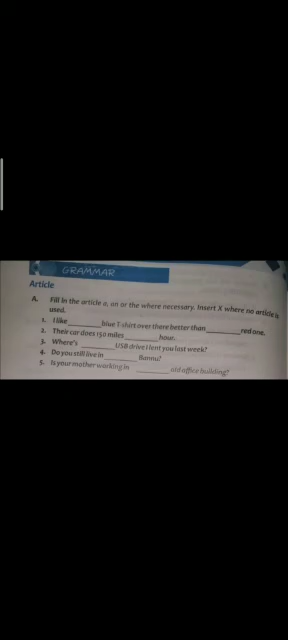 GRAMMAR
Article
A. Fill in the article a, an or the where necessary. Insert X where no article is
used.
1. I like ________ blue T-shirt over there better than ________ red one.
2. Their car does 150 miles ________ hour.
3. Where's ________ USB drive I lent you last week?
4. Do you still live in ________ Bannu?
5. Is your mother working in ________ old office building?